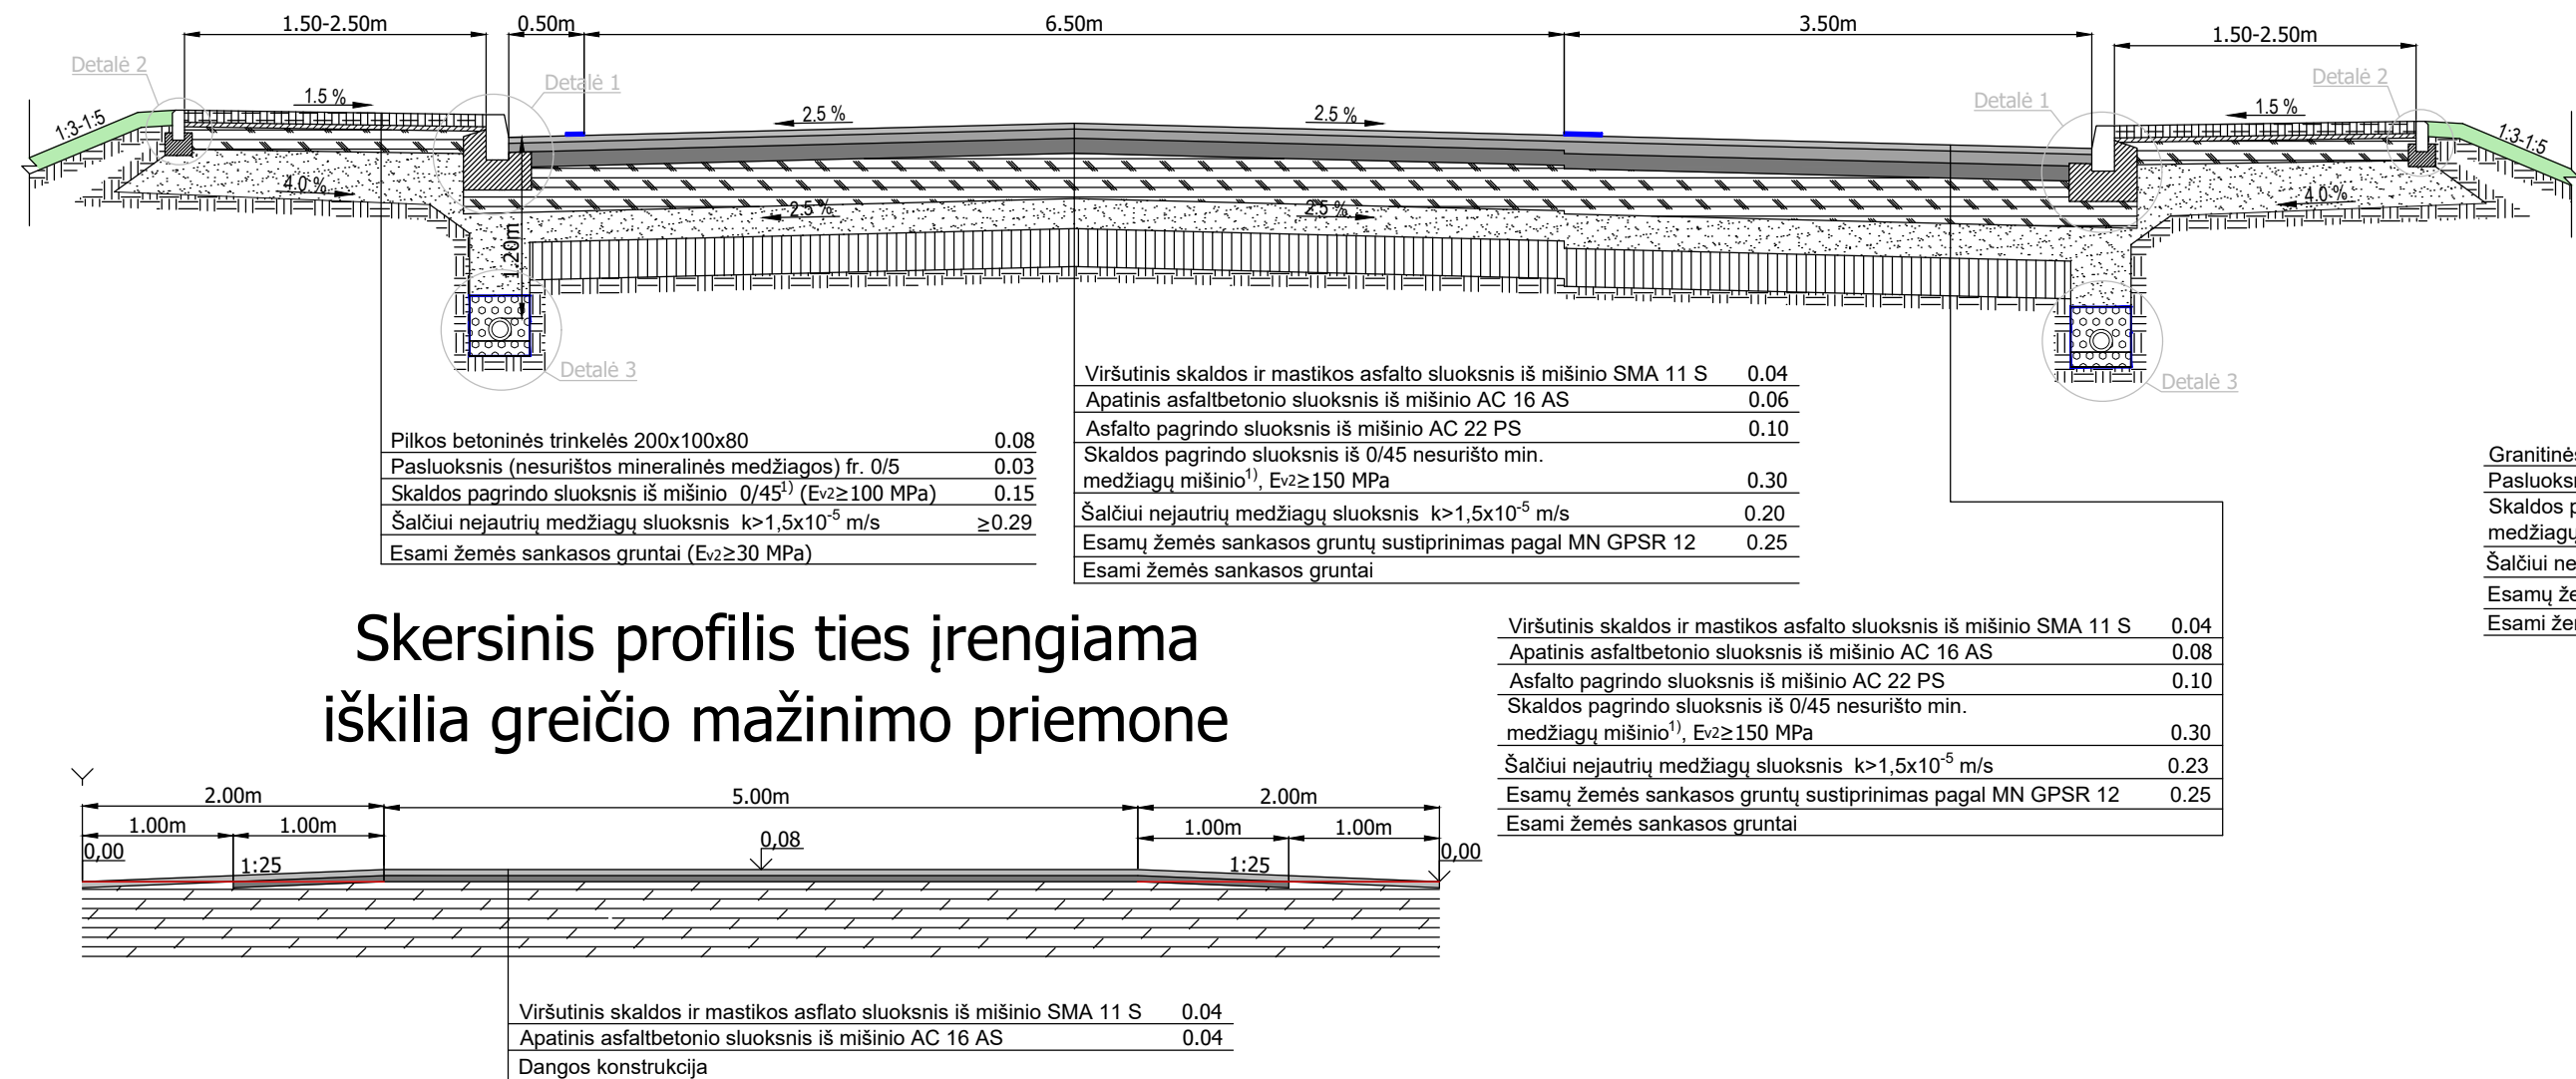 1.50-2.50m 0.50m 6.50m 3.50m 1.50-2.50m
Detalė 2 Detalė 1 Detalė 1 Detalė 2
1:3-1:5 1.5 % 2.5 % 2.5 % 1.5 % 1:3-1:5
4.0 % 2.5 % 2.5 % 4.0 %
1.20m
Detalė 3 Detalė 3
Pilkos betoninės trinkelės 200x100x80 0.08
Pasluoksnis (nesurištos mineralinės medžiagos) fr. 0/5 0.03
Skaldos pagrindo sluoksnis iš mišinio 0/45¹⁾ (Ev2≥100 MPa) 0.15
Šalčiui nejautrių medžiagų sluoksnis k>1,5x10⁻⁵ m/s ≥0.29
Esami žemės sankasos gruntai (Ev2≥30 MPa)
Viršutinis skaldos ir mastikos asfalto sluoksnis iš mišinio SMA 11 S 0.04
Apatinis asfaltbetonio sluoksnis iš mišinio AC 16 AS 0.06
Asfalto pagrindo sluoksnis iš mišinio AC 22 PS 0.10
Skaldos pagrindo sluoksnis iš 0/45 nesurišto min.
medžiagų mišinio¹⁾, Ev2≥150 MPa 0.30
Šalčiui nejautrių medžiagų sluoksnis k>1,5x10⁻⁵ m/s 0.20
Esamų žemės sankasos gruntų sustiprinimas pagal MN GPSR 12 0.25
Esami žemės sankasos gruntai
Granitinės
Pasluoksn
Skaldos p
medžiagų
Šalčiui ne
Esamų že
Esami žem
Viršutinis skaldos ir mastikos asfalto sluoksnis iš mišinio SMA 11 S 0.04
Apatinis asfaltbetonio sluoksnis iš mišinio AC 16 AS 0.08
Asfalto pagrindo sluoksnis iš mišinio AC 22 PS 0.10
Skaldos pagrindo sluoksnis iš 0/45 nesurišto min.
medžiagų mišinio¹⁾, Ev2≥150 MPa 0.30
Šalčiui nejautrių medžiagų sluoksnis k>1,5x10⁻⁵ m/s 0.23
Esamų žemės sankasos gruntų sustiprinimas pagal MN GPSR 12 0.25
Esami žemės sankasos gruntai
Skersinis profilis ties įrengiama
iškilia greičio mažinimo priemone
2.00m 5.00m 2.00m
1.00m 1.00m 1.00m 1.00m
0,00 1:25 0,08 1:25 0,00
Viršutinis skaldos ir mastikos asflato sluoksnis iš mišinio SMA 11 S 0.04
Apatinis asfaltbetonio sluoksnis iš mišinio AC 16 AS 0.04
Dangos konstrukcija